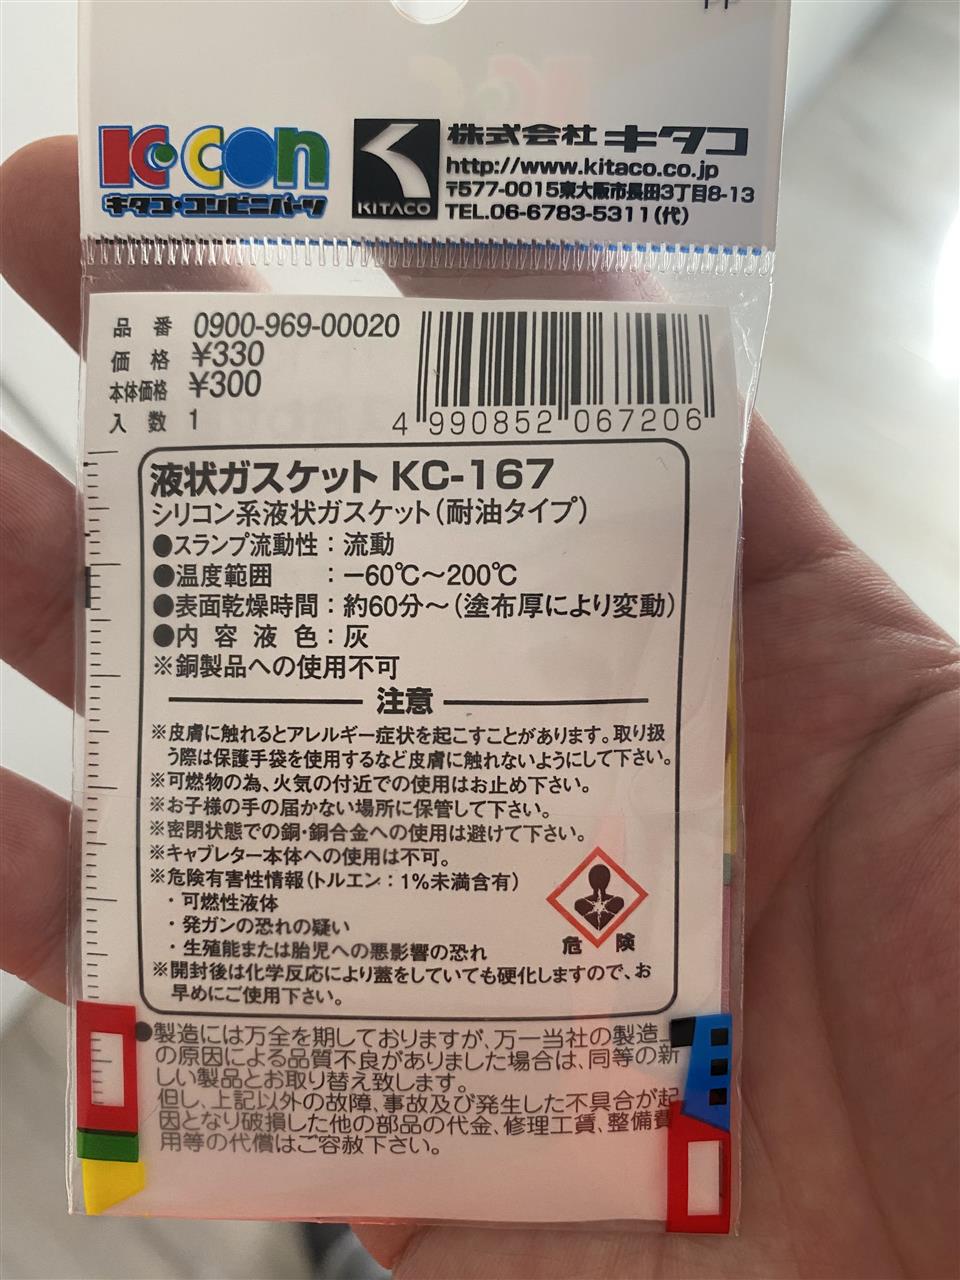 K・CON
キタコ・コンビニパーツ
KITACO
株式会社キタコ
http://www.kitaco.co.jp
〒577-0015東大阪市長田3丁目8-13
TEL.06-6783-5311(代)
品番 0900-969-00020
価格 ¥330
本体価格 ¥300
入数 1
4 990852 067206
液状ガスケット KC-167
シリコン系液状ガスケット(耐油タイプ)
●スランプ流動性:流動
●温度範囲 :-60℃~200℃
●表面乾燥時間:約60分~(塗布厚により変動)
●内容液色:灰
※銅製品への使用不可
注意
※皮膚に触れるとアレルギー症状を起こすことがあります。取り扱
う際は保護手袋を使用するなど皮膚に触れないようにして下さい。
※可燃物の為、火気の付近での使用はお止め下さい。
※お子様の手の届かない場所に保管して下さい。
※密閉状態での銅・銅合金への使用は避けて下さい。
※キャブレター本体への使用は不可。
※危険有害性情報(トルエン:1%未満含有)
・可燃性液体
・発ガンの恐れの疑い
・生殖能または胎児への悪影響の恐れ
危険
※開封後は化学反応により蓋をしていても硬化しますので、お
早めにご使用下さい。
●製造には万全を期しておりますが、万一当社の製造上
の原因による品質不良がありました場合は、同等の新
しい製品とお取り替え致します。
但し、上記以外の故障、事故及び発生した不具合が起
因となり破損した他の部品の代金、修理工賃、整備費
用等の代償はご容赦下さい。